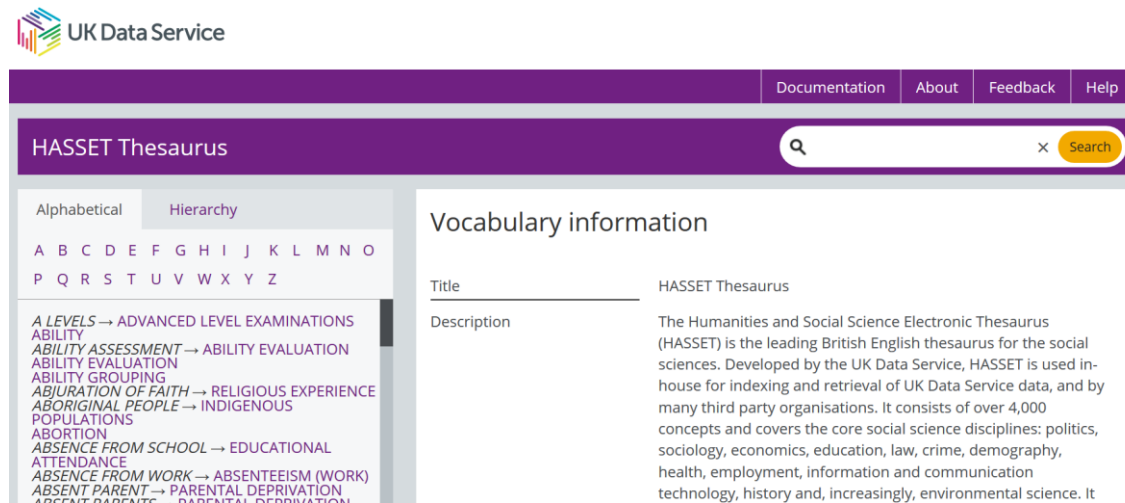 UK Data Service
Documentation
About
Feedback
Help
HASSET Thesaurus
Search
Alphabetical
Hierarchy
A B C D E F G H I J K L M N O
P Q R S T U V W X Y Z
A LEVELS → ADVANCED LEVEL EXAMINATIONS
ABILITY
ABILITY ASSESSMENT → ABILITY EVALUATION
ABILITY EVALUATION
ABILITY GROUPING
ABJURATION OF FAITH → RELIGIOUS EXPERIENCE
ABORIGINAL PEOPLE → INDIGENOUS
POPULATIONS
ABORTION
ABSENCE FROM SCHOOL → EDUCATIONAL
ATTENDANCE
ABSENCE FROM WORK → ABSENTEEISM (WORK)
ABSENT PARENT → PARENTAL DEPRIVATION
ABSENT PARENTS → PARENTAL DEPRIVATION
Vocabulary information
Title
HASSET Thesaurus
Description
The Humanities and Social Science Electronic Thesaurus
(HASSET) is the leading British English thesaurus for the social
sciences. Developed by the UK Data Service, HASSET is used in-
house for indexing and retrieval of UK Data Service data, and by
many third party organisations. It consists of over 4,000
concepts and covers the core social science disciplines: politics,
sociology, economics, education, law, crime, demography,
health, employment, information and communication
technology, history and, increasingly, environmental science. It